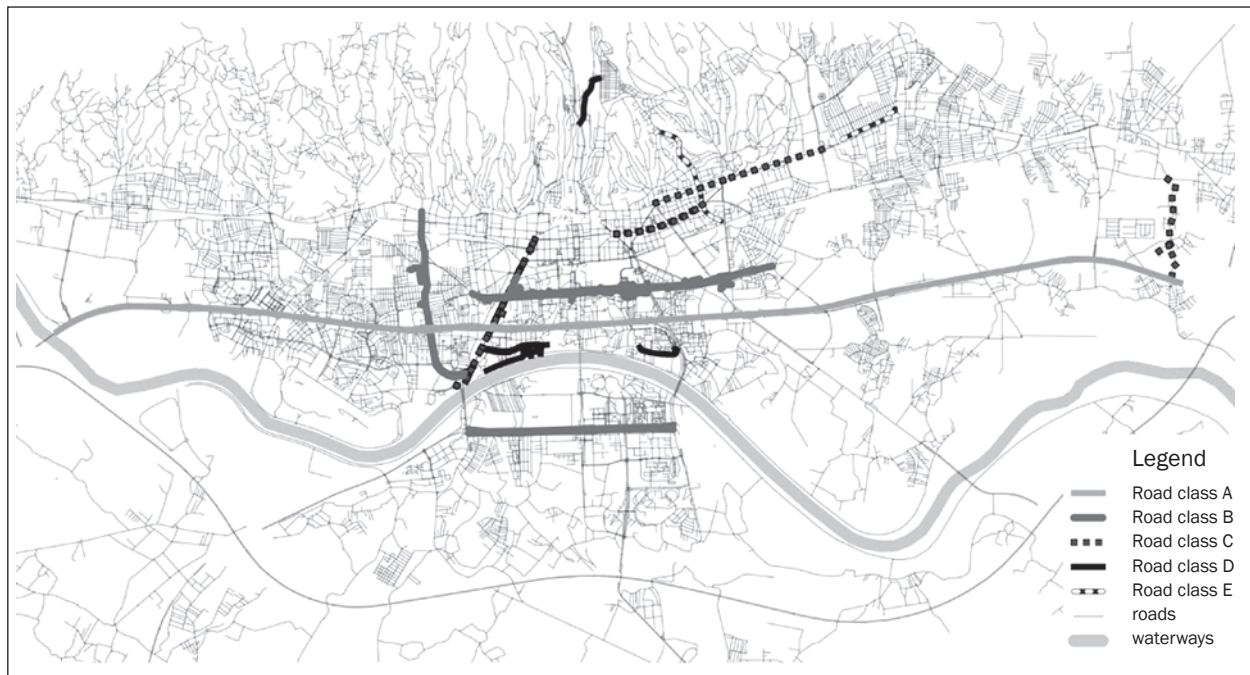 Legend
Road class A
Road class B
Road class C
Road class D
Road class E
roads
waterways